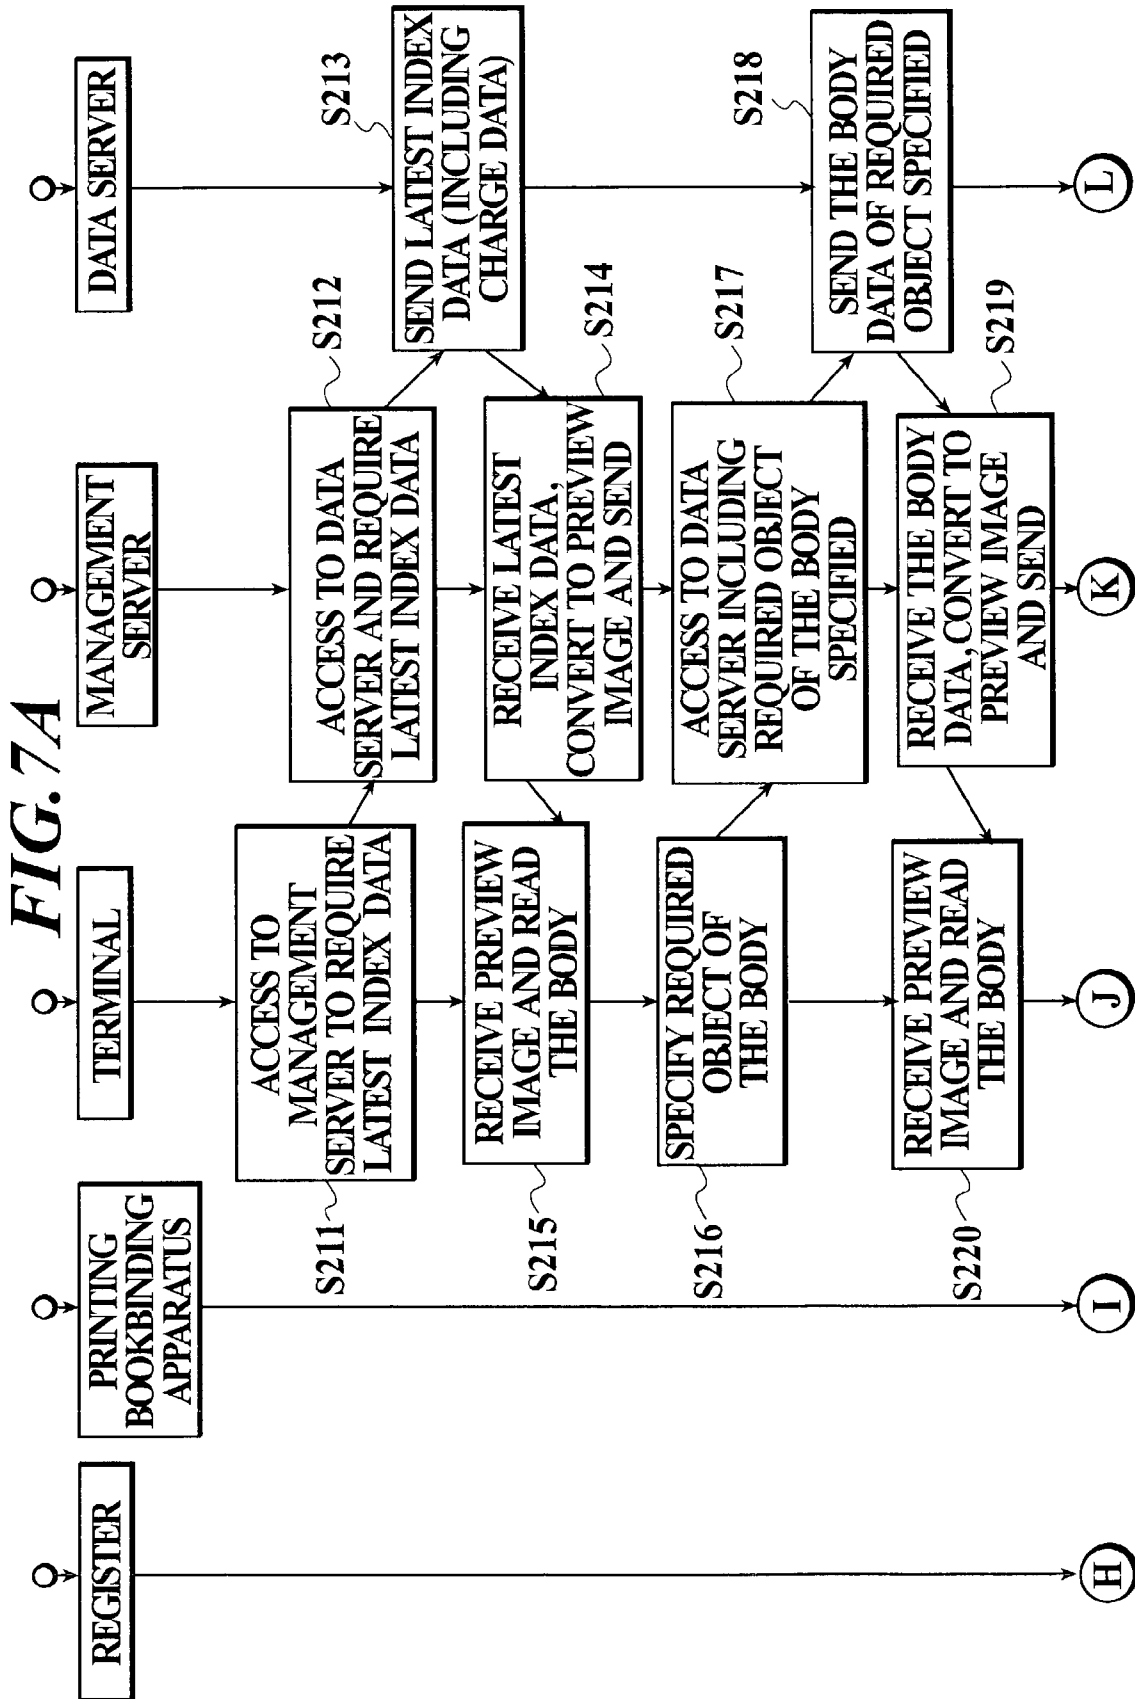 FIG. 7A
REGISTER
H
PRINTING
BOOKBINDING
APPARATUS
I
TERMINAL
S211
ACCESS TO
MANAGEMENT
SERVER TO REQUIRE
LATEST INDEX DATA
S215
RECEIVE PREVIEW
IMAGE AND READ
THE BODY
S216
SPECIFY REQUIRED
OBJECT OF
THE BODY
S220
RECEIVE PREVIEW
IMAGE AND READ
THE BODY
J
MANAGEMENT
SERVER
S212
ACCESS TO DATA
SERVER AND REQUIRE
LATEST INDEX DATA
S214
RECEIVE LATEST
INDEX DATA,
CONVERT TO PREVIEW
IMAGE AND SEND
S217
ACCESS TO DATA
SERVER INCLUDING
REQUIRED OBJECT
OF THE BODY
SPECIFIED
S219
RECEIVE THE BODY
DATA, CONVERT TO
PREVIEW IMAGE
AND SEND
K
DATA SERVER
S213
SEND LATEST INDEX
DATA (INCLUDING
CHARGE DATA)
S218
SEND THE BODY
DATA OF REQUIRED
OBJECT SPECIFIED
L